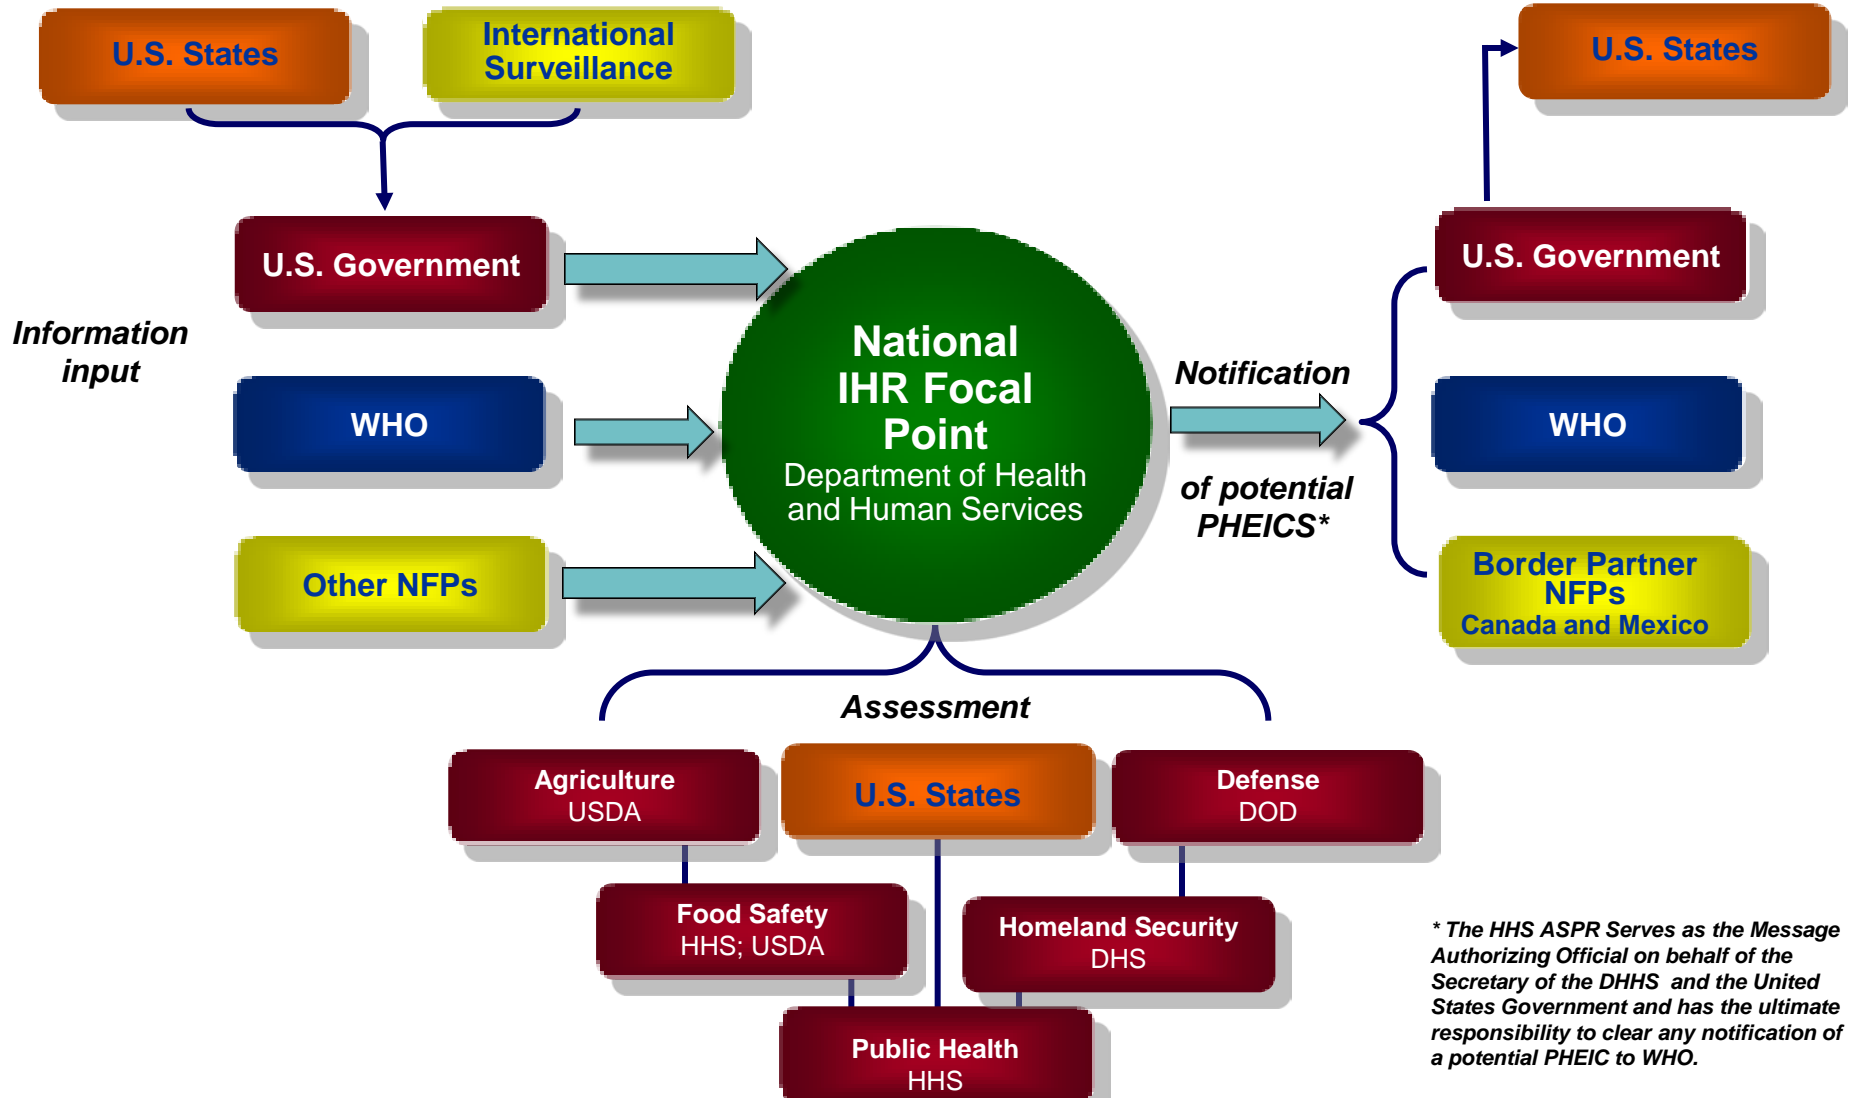 U.S. States
International
Surveillance
U.S. States
U.S. Government
U.S. Government
Information
input
National
IHR Focal
Point
Department of Health
and Human Services
WHO
Notification
of potential
PHEICS*
WHO
Other NFPs
Border Partner
NFPs
Canada and Mexico
Assessment
Agriculture
USDA
U.S. States
Defense
DOD
Food Safety
HHS; USDA
Homeland Security
DHS
Public Health
HHS
* The HHS ASPR Serves as the Message
Authorizing Official on behalf of the
Secretary of the DHHS and the United
States Government and has the ultimate
responsibility to clear any notification of
a potential PHEIC to WHO.